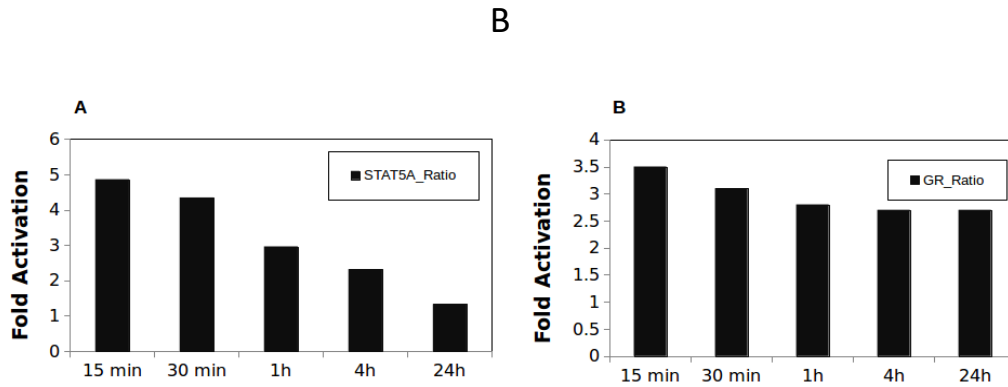 B
A
6
5
4
3
2
1
0
Fold Activation
STAT5A_Ratio
15 min 30 min 1h 4h 24h
B
4
3.5
3
2.5
2
1.5
1
0.5
0
Fold Activation
GR_Ratio
15 min 30 min 1h 4h 24h